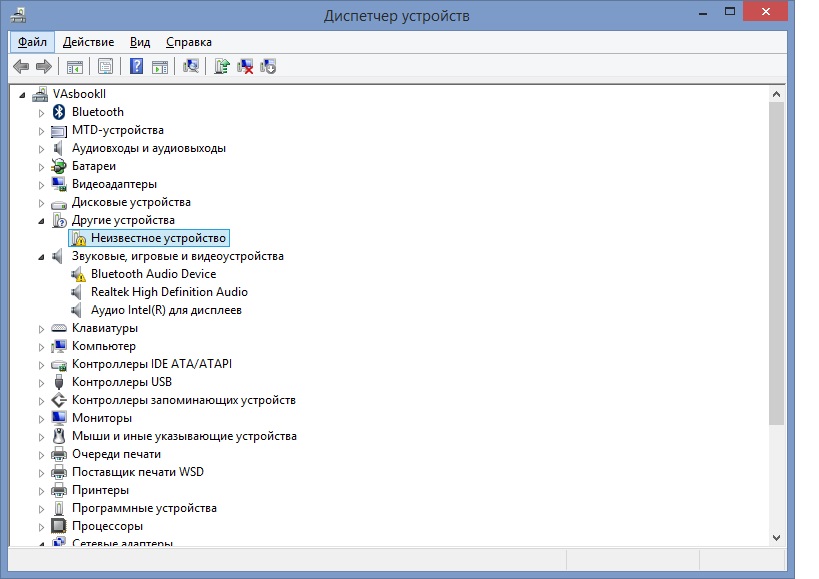 Диспетчер устройств
Файл Действие Вид Справка
VAsbookII
Bluetooth
MTD-устройства
Аудиовходы и аудиовыходы
Батареи
Видеоадаптеры
Дисковые устройства
Другие устройства
Неизвестное устройство
Звуковые, игровые и видеоустройства
Bluetooth Audio Device
Realtek High Definition Audio
Аудио Intel(R) для дисплеев
Клавиатуры
Компьютер
Контроллеры IDE ATA/ATAPI
Контроллеры USB
Контроллеры запоминающих устройств
Мониторы
Мыши и иные указывающие устройства
Очереди печати
Поставщик печати WSD
Принтеры
Программные устройства
Процессоры
Сетевые адаптеры